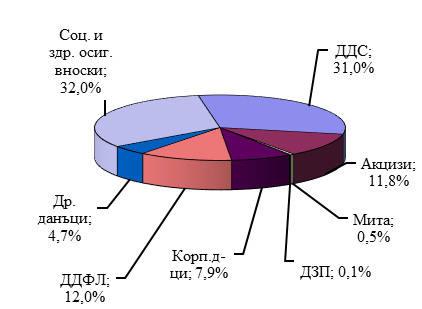 Соц. и
здр. осиг.
вноски;
32,0%
ДДС;
31,0%
Акцизи;
11,8%
Мита;
0,5%
ДЗП; 0,1%
Корп.д-
ци; 7,9%
ДДФЛ;
12,0%
Др.
данъци;
4,7%